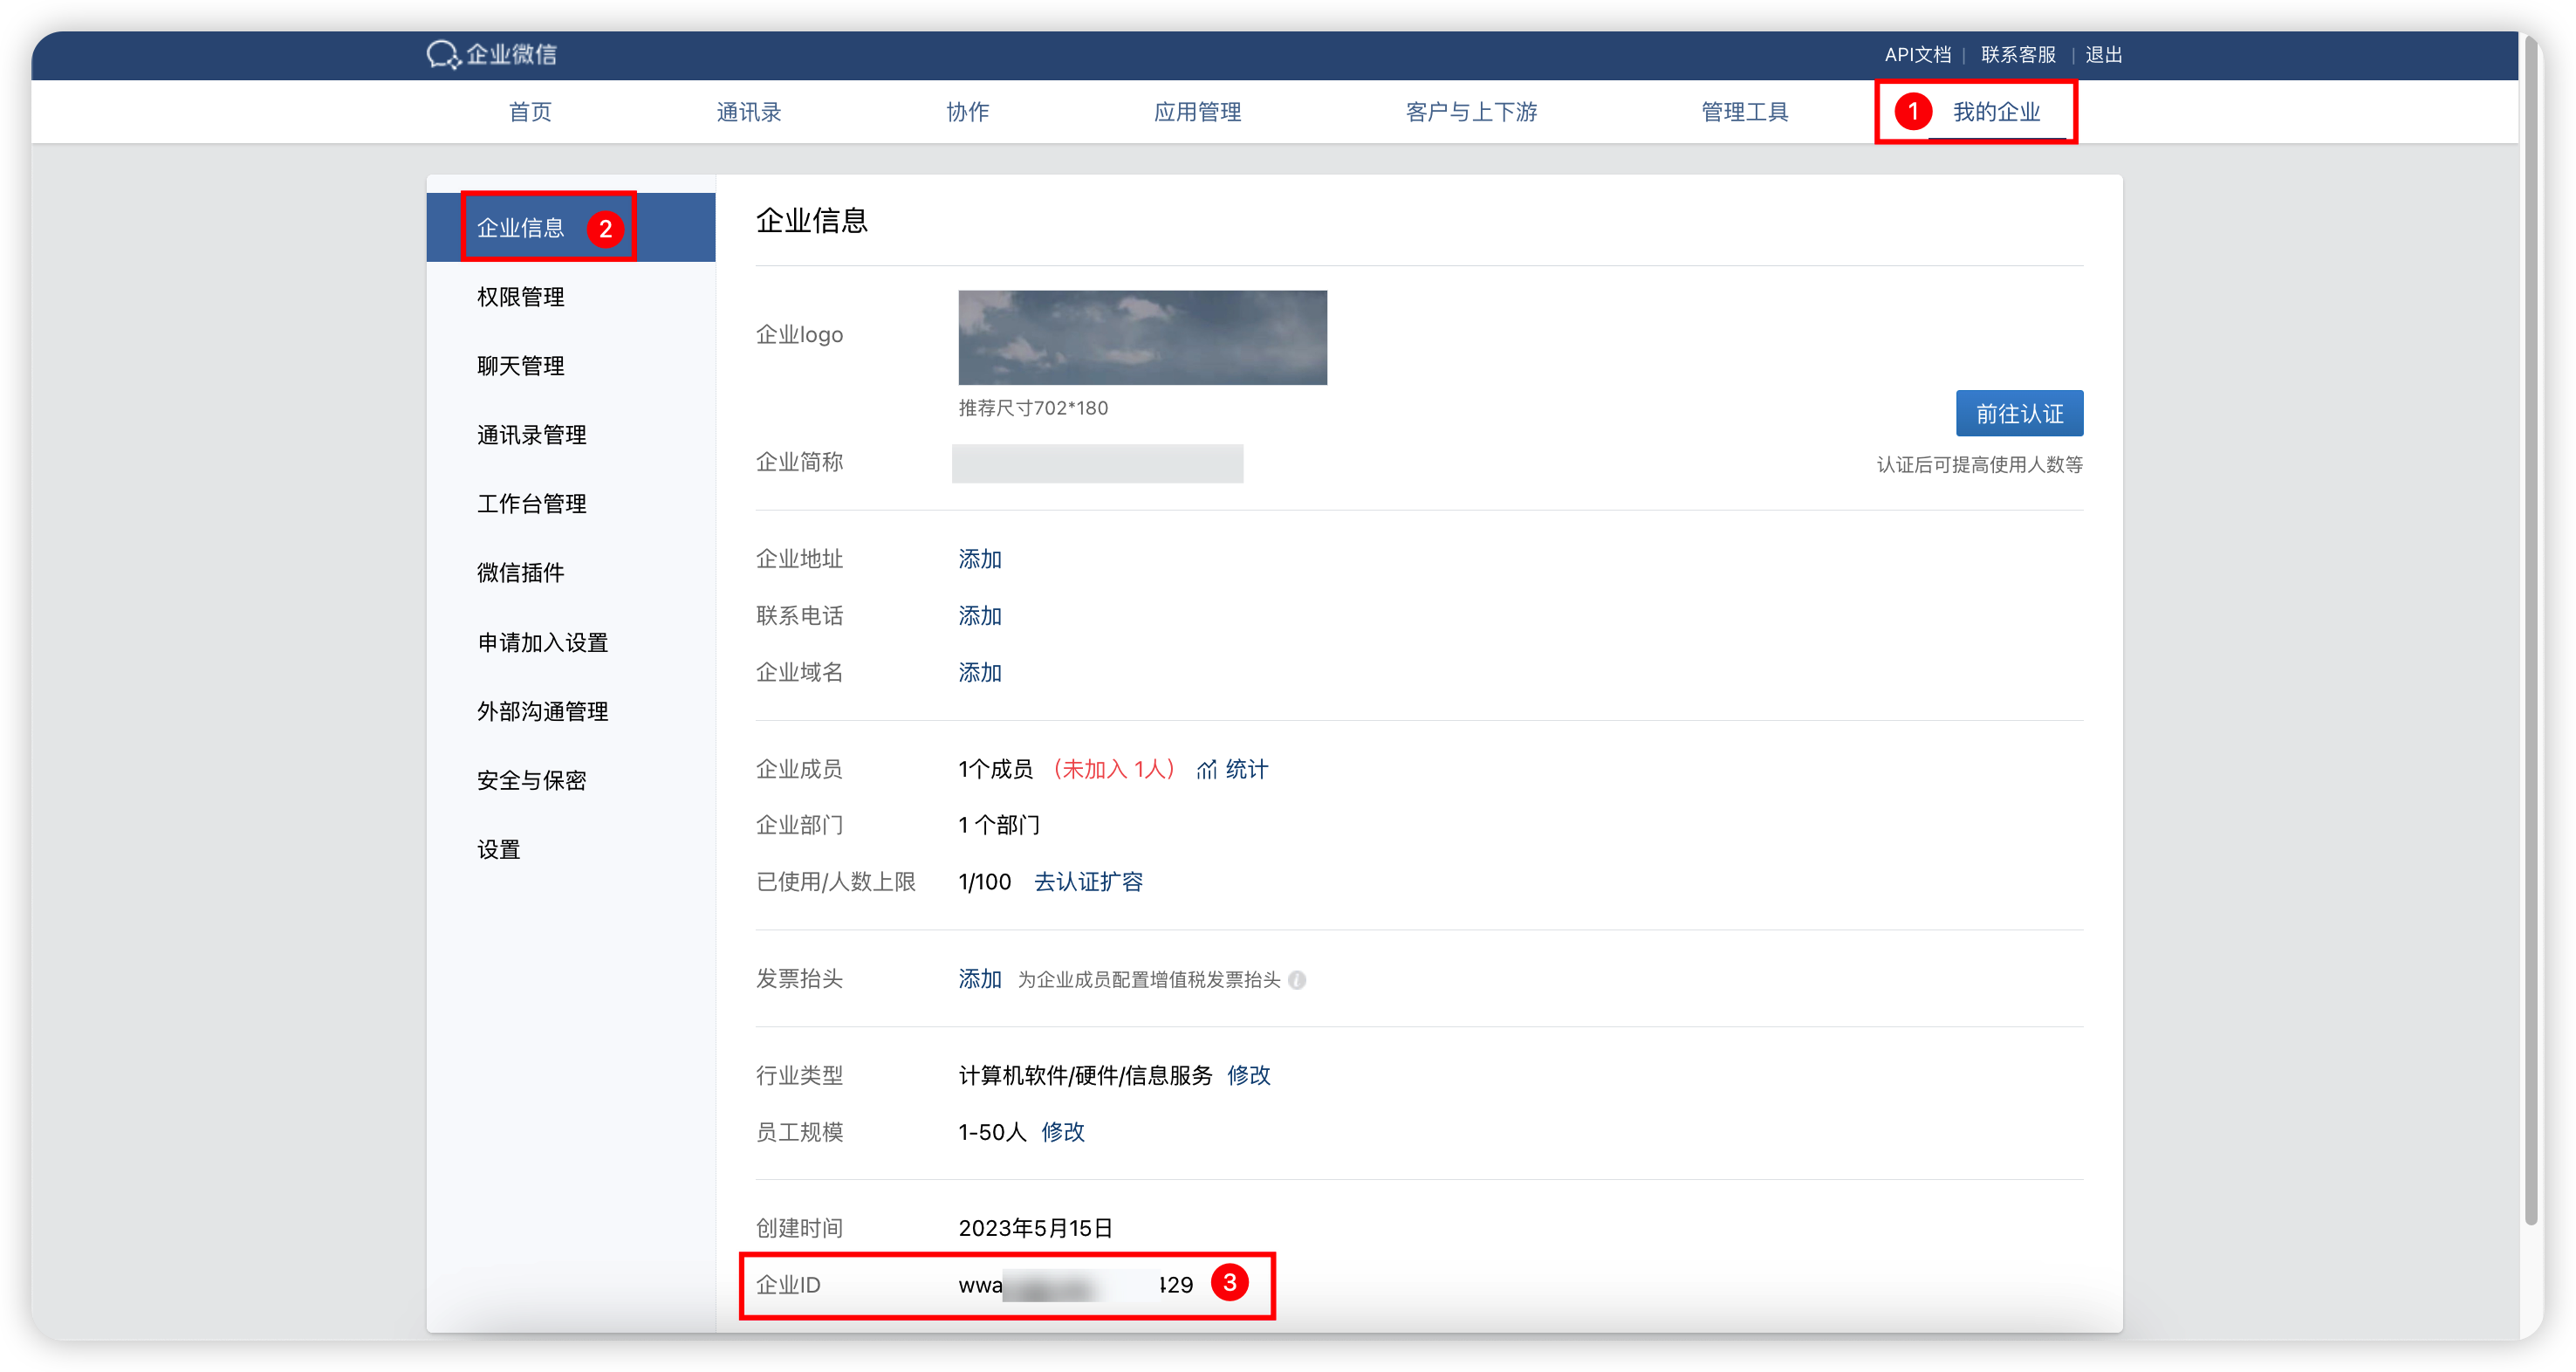 企业微信
API文档 | 联系客服 | 退出
首页 通讯录 协作 应用管理 客户与上下游 管理工具 1 我的企业
企业信息 2
权限管理
聊天管理
通讯录管理
工作台管理
微信插件
申请加入设置
外部沟通管理
安全与保密
设置
企业信息
企业logo
推荐尺寸702*180
前往认证
认证后可提高使用人数等
企业简称
企业地址 添加
联系电话 添加
企业域名 添加
企业成员 1个成员 (未加入 1人) 统计
企业部门 1 个部门
已使用/人数上限 1/100 去认证扩容
发票抬头 添加 为企业成员配置增值税发票抬头 i
行业类型 计算机软件/硬件/信息服务 修改
员工规模 1-50人 修改
创建时间 2023年5月15日
企业ID wwa 429 3